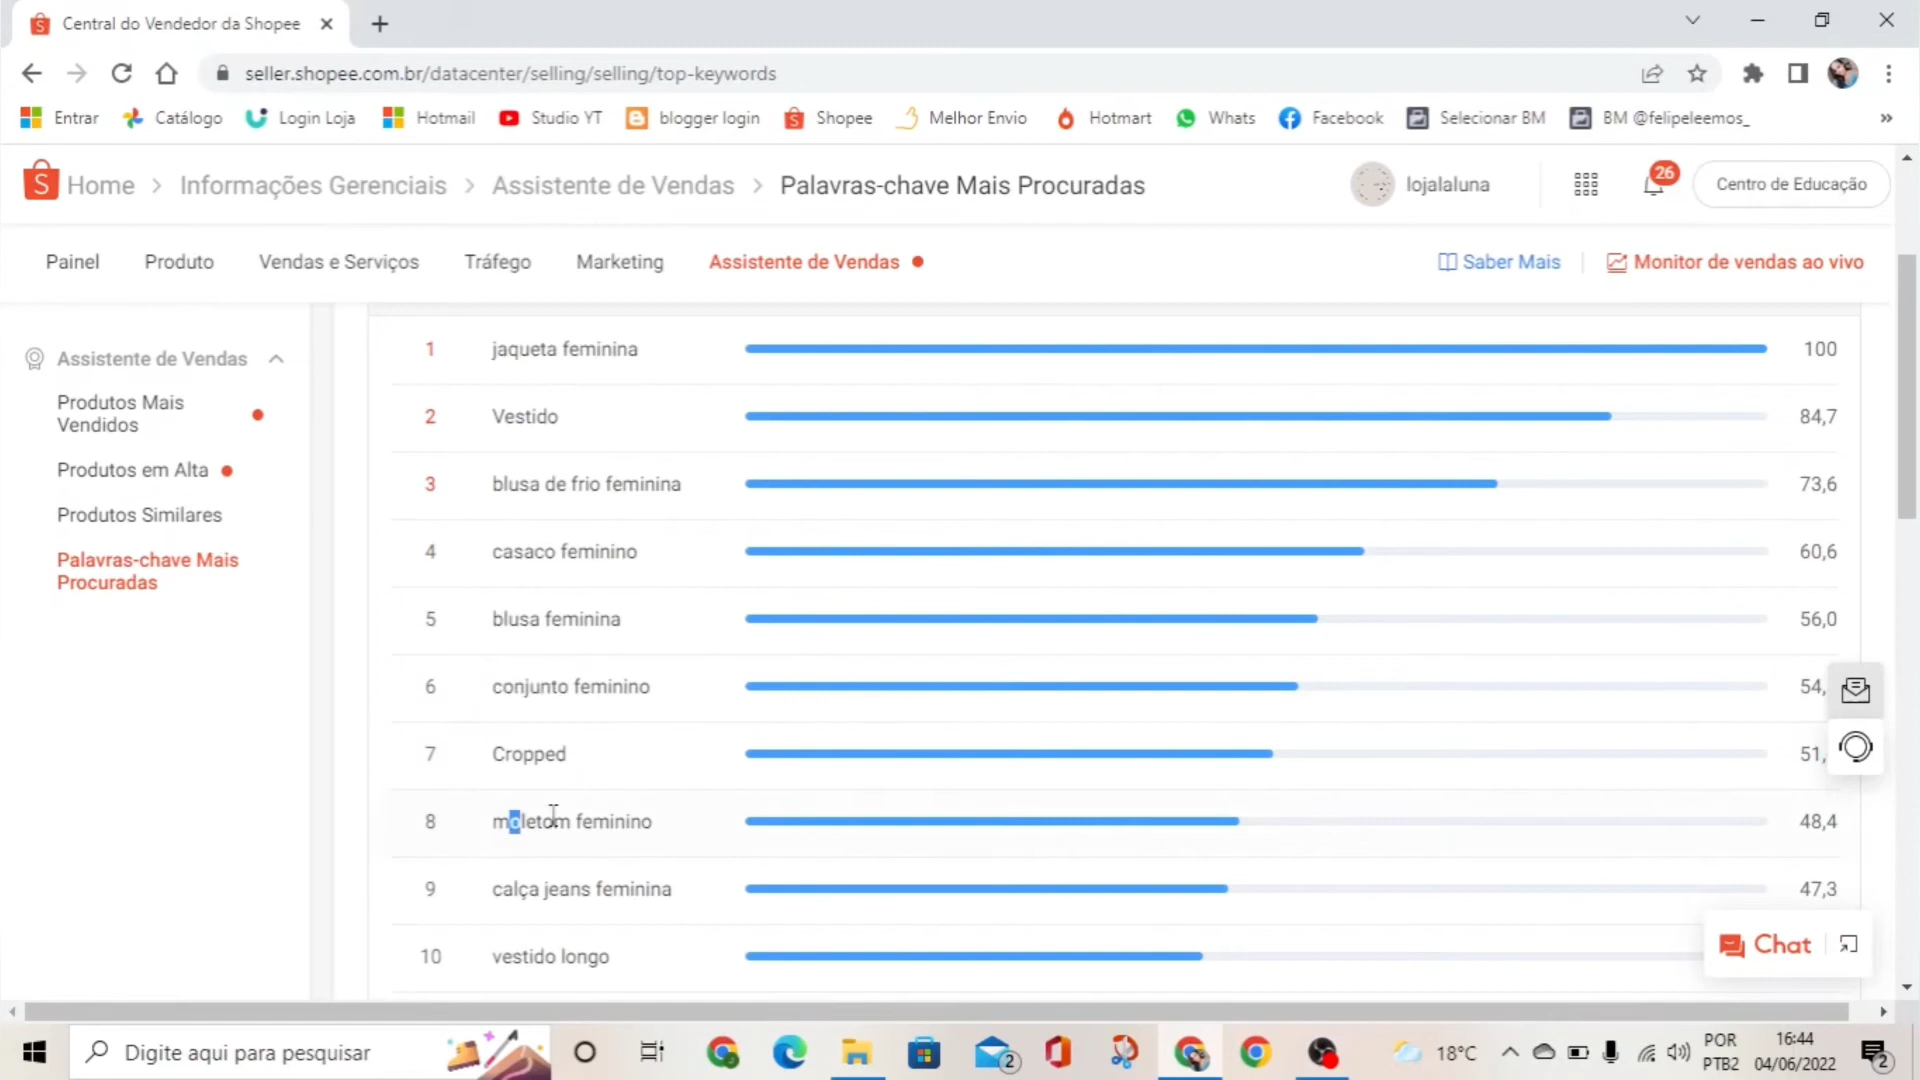 Central do Vendedor da Shopee
seller.shopee.com.br/datacenter/selling/selling/top-keywords
Entrar Catálogo Login Loja Hotmail Studio YT blogger login Shopee Melhor Envio Hotmart Whats Facebook Selecionar BM BM @felipeleemos_ »
Home > Informações Gerenciais > Assistente de Vendas > Palavras-chave Mais Procuradas lojalaluna 26 Centro de Educação
Painel Produto Vendas e Serviços Tráfego Marketing Assistente de Vendas Saber Mais Monitor de vendas ao vivo
Assistente de Vendas
Produtos Mais
Vendidos
Produtos em Alta
Produtos Similares
Palavras-chave Mais
Procuradas
1 jaqueta feminina 100
2 Vestido 84,7
3 blusa de frio feminina 73,6
4 casaco feminino 60,6
5 blusa feminina 56,0
6 conjunto feminino 54,
7 Cropped 51,
8 moletom feminino 48,4
9 calça jeans feminina 47,3
10 vestido longo
Chat
Digite aqui para pesquisar 2 18°C POR 16:44
PTB2 04/06/2022 2